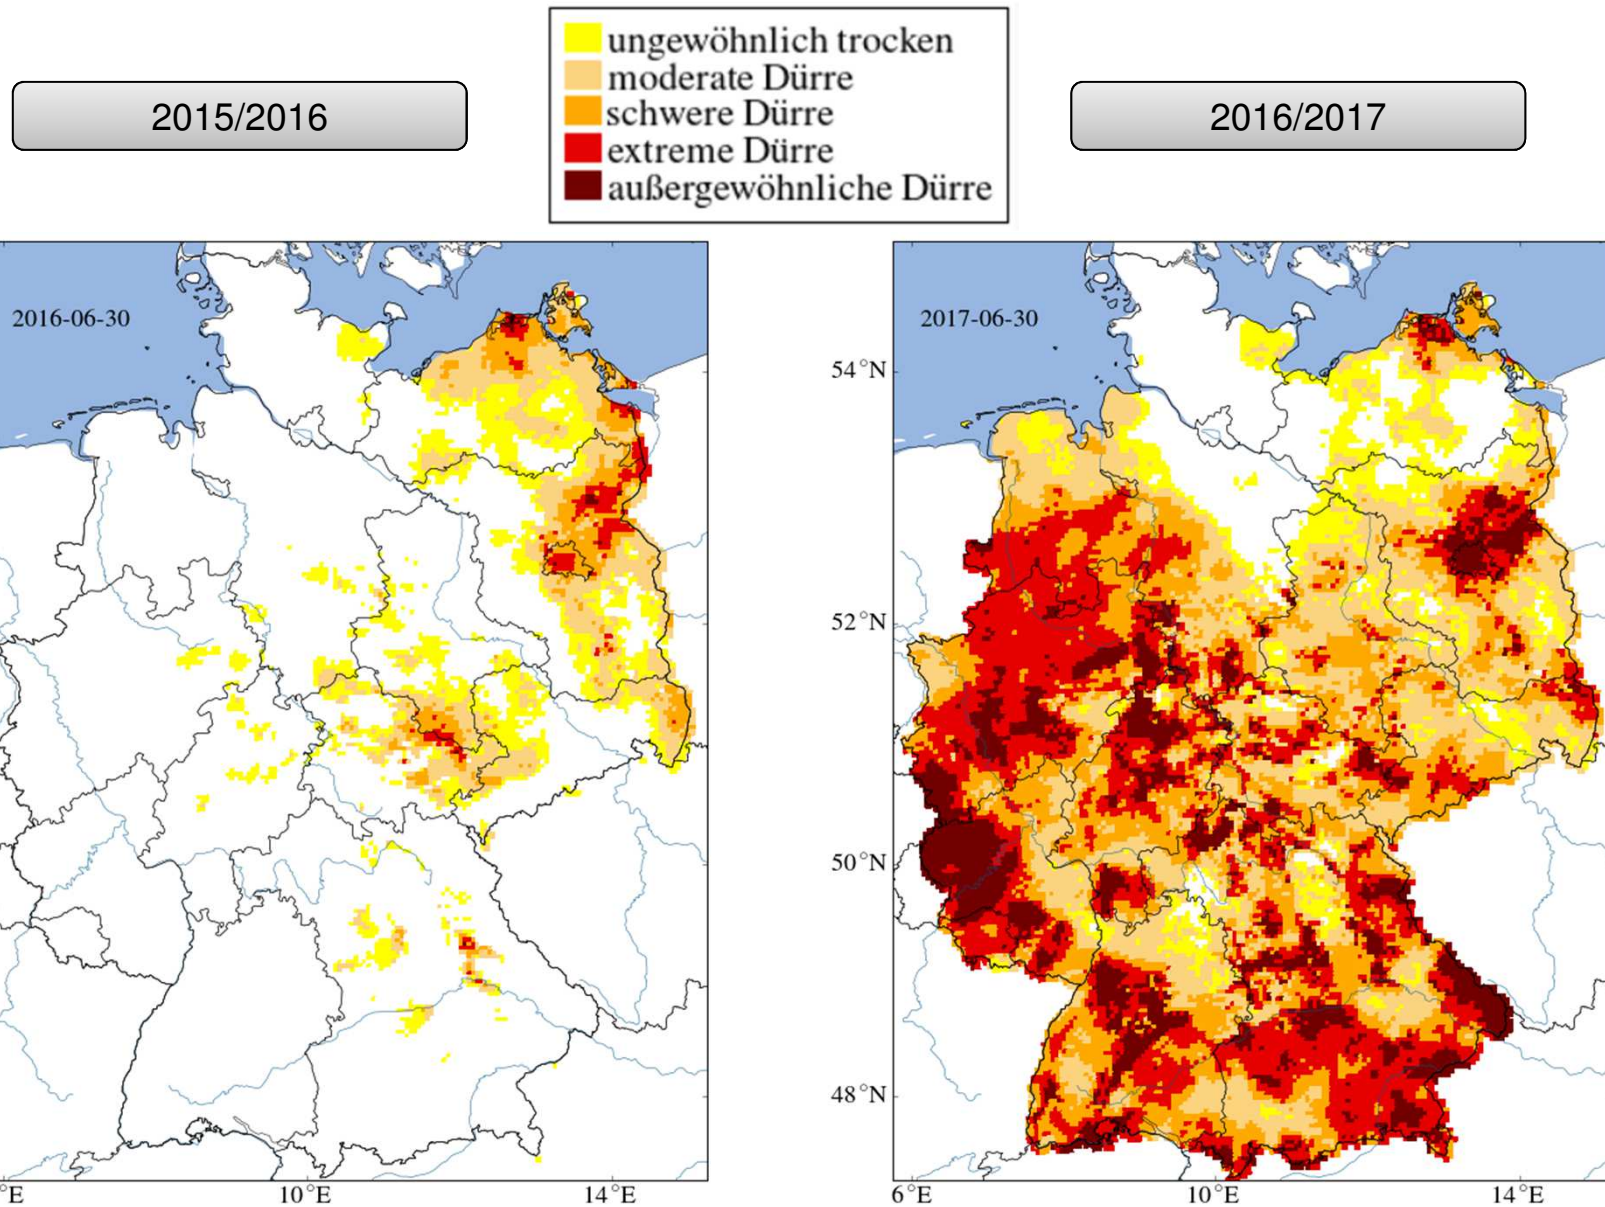 ungewöhnlich trocken
moderate Dürre
schwere Dürre
extreme Dürre
außergewöhnliche Dürre
2015/2016
2016/2017
2016-06-30
2017-06-30
54°N
52°N
50°N
48°N
°E
10°E
14°E
6°E
10°E
14°E